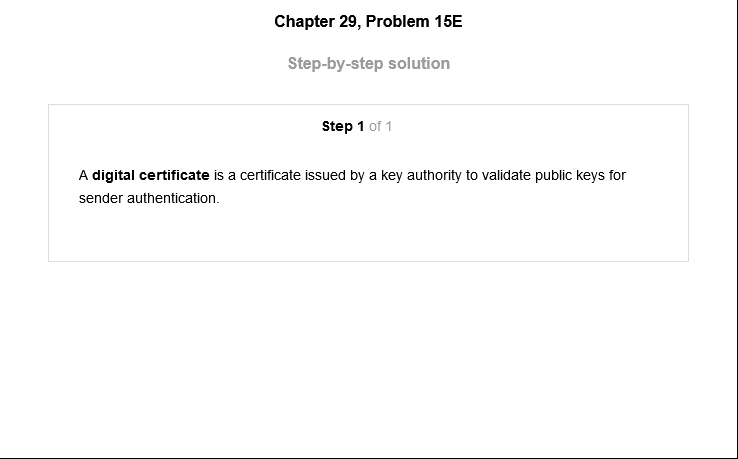 Chapter 29, Problem 15E
Step-by-step solution
Step 1 of 1
A digital certificate is a certificate issued by a key authority to validate public keys for
sender authentication.